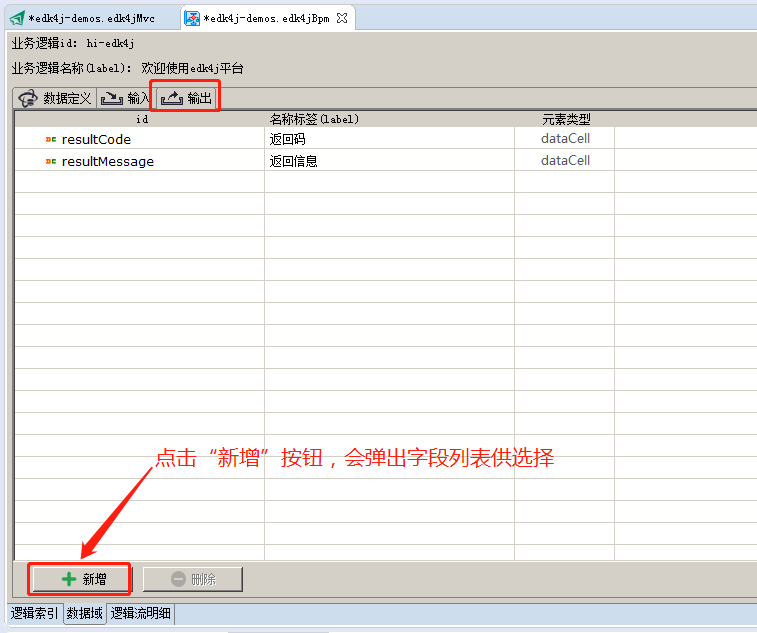 *edk4j-demos.edk4jMvc *edk4j-demos.edk4jBpm
业务逻辑id: hi-edk4j
业务逻辑名称(label): 欢迎使用edk4j平台
数据定义 输入 输出
id 名称标签(label) 元素类型
resultCode 返回码 dataCell
resultMessage 返回信息 dataCell
点击“新增”按钮，会弹出字段列表供选择
新增 删除
逻辑索引 数据域 逻辑流明细